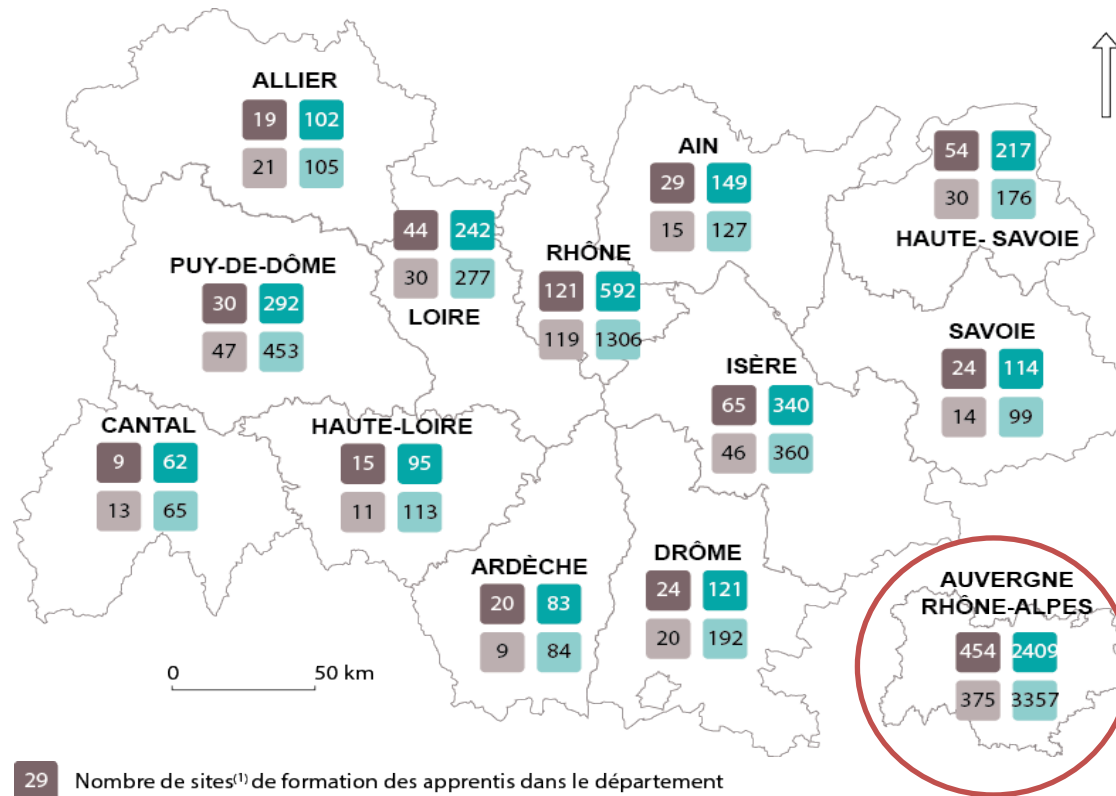 ALLIER
19 102
21 105
AIN
29 149
15 127
54 217
30 176
HAUTE- SAVOIE
44 242
30 277
LOIRE
RHÔNE
121 592
119 1306
PUY-DE-DÔME
30 292
47 453
SAVOIE
24 114
14 99
ISÈRE
65 340
46 360
CANTAL
9 62
13 65
HAUTE-LOIRE
15 95
11 113
ARDÈCHE
20 83
9 84
DRÔME
24 121
20 192
AUVERGNE
RHÔNE-ALPES
454 2409
375 3357
0 50 km
29 Nombre de sites(1) de formation des apprentis dans le département